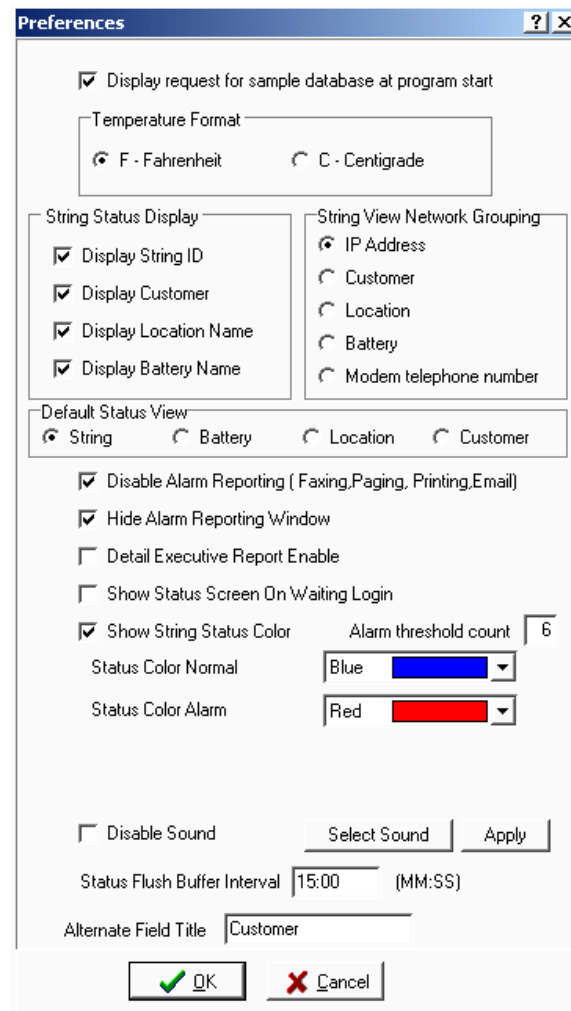 Preferences
Display request for sample database at program start
Temperature Format
F - Fahrenheit C - Centigrade
String Status Display
Display String ID
Display Customer
Display Location Name
Display Battery Name
String View Network Grouping
IP Address
Customer
Location
Battery
Modem telephone number
Default Status View
String Battery Location Customer
Disable Alarm Reporting ( Faxing,Paging, Printing,Email)
Hide Alarm Reporting Window
Detail Executive Report Enable
Show Status Screen On Waiting Login
Show String Status Color Alarm threshold count 6
Status Color Normal Blue
Status Color Alarm Red
Disable Sound Select Sound Apply
Status Flush Buffer Interval 15:00 (MM:SS)
Alternate Field Title Customer
OK Cancel